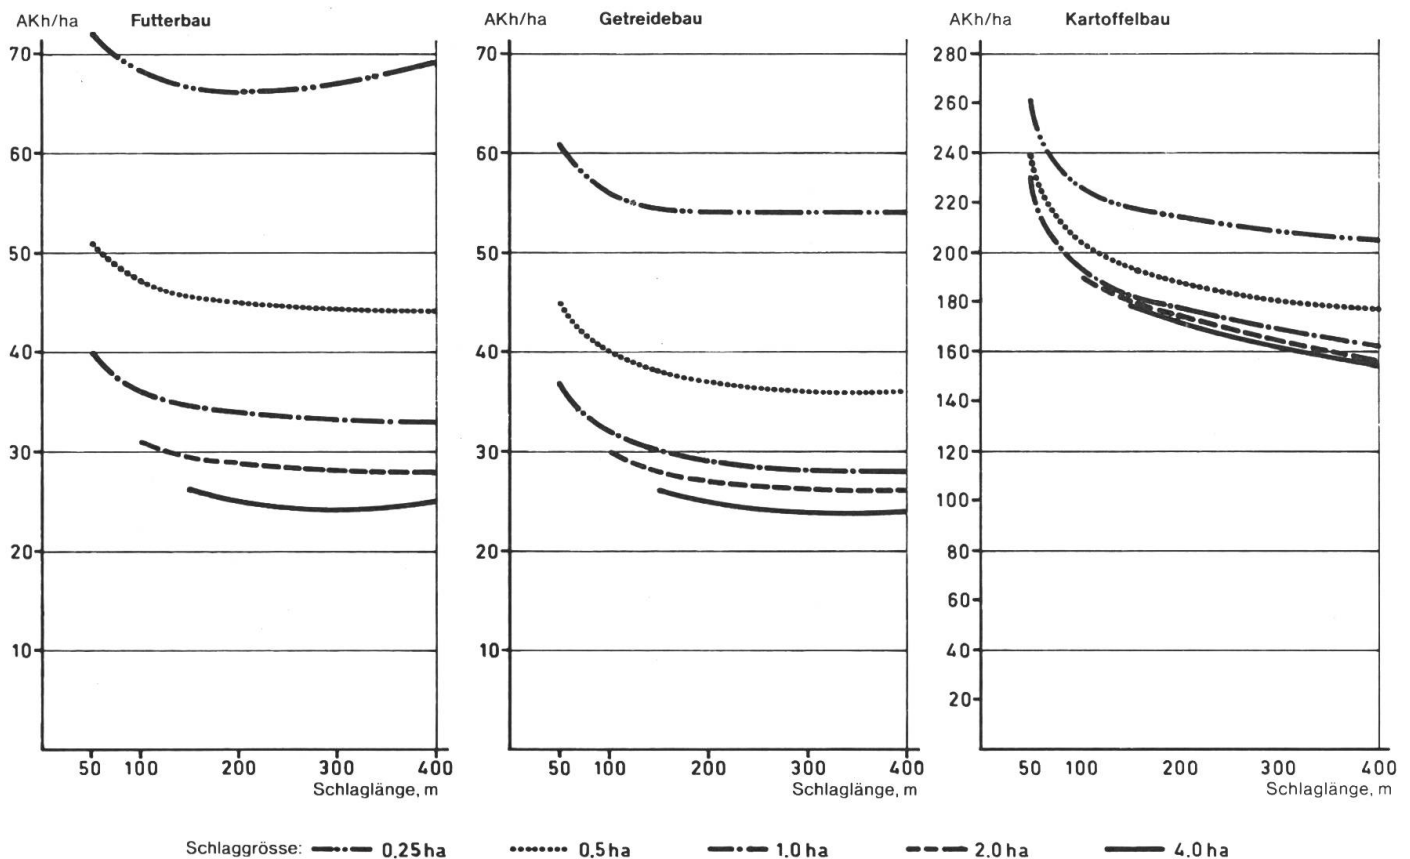 AKh/ha Futterbau
70
60
50
40
30
20
10
50 100 200 300 400
Schlaglänge, m
AKh/ha Getreidebau
70
60
50
40
30
20
10
50 100 200 300 400
Schlaglänge, m
AKh/ha Kartoffelbau
280
260
240
220
200
180
160
140
120
100
80
60
40
20
50 100 200 300 400
Schlaglänge, m
Schlaggrösse: 0,25 ha 0,5 ha 1,0 ha 2,0 ha 4,0 ha